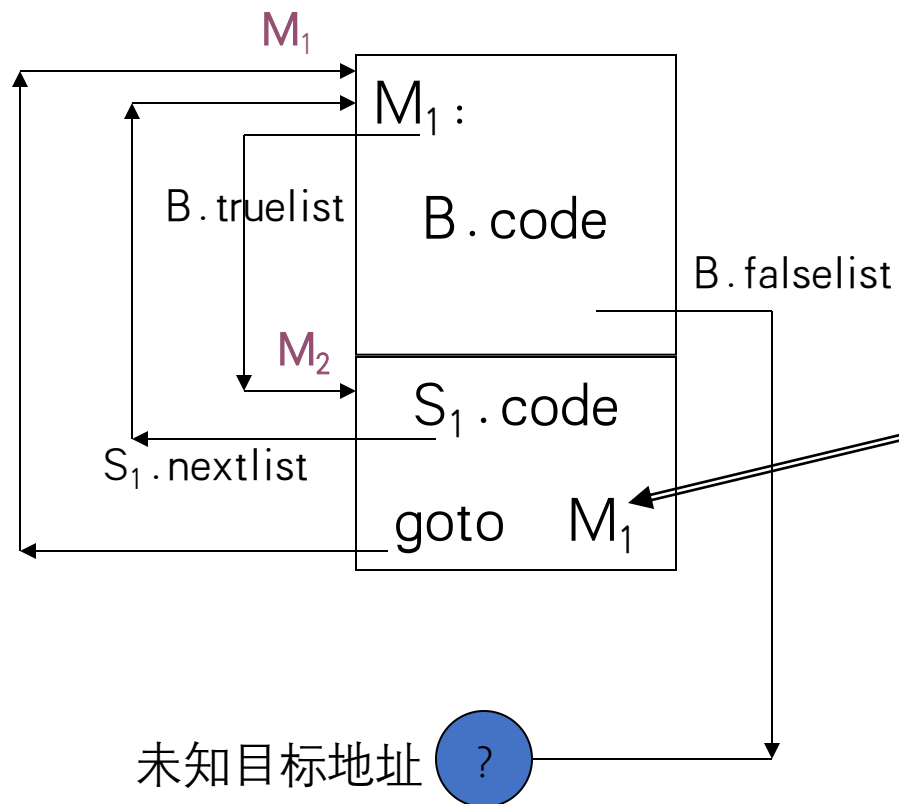 M₁
M₁:
B.truelist
B.code
B.falselist
M₂
S₁.code
S₁.nextlist
goto M₁
未知目标地址 ?